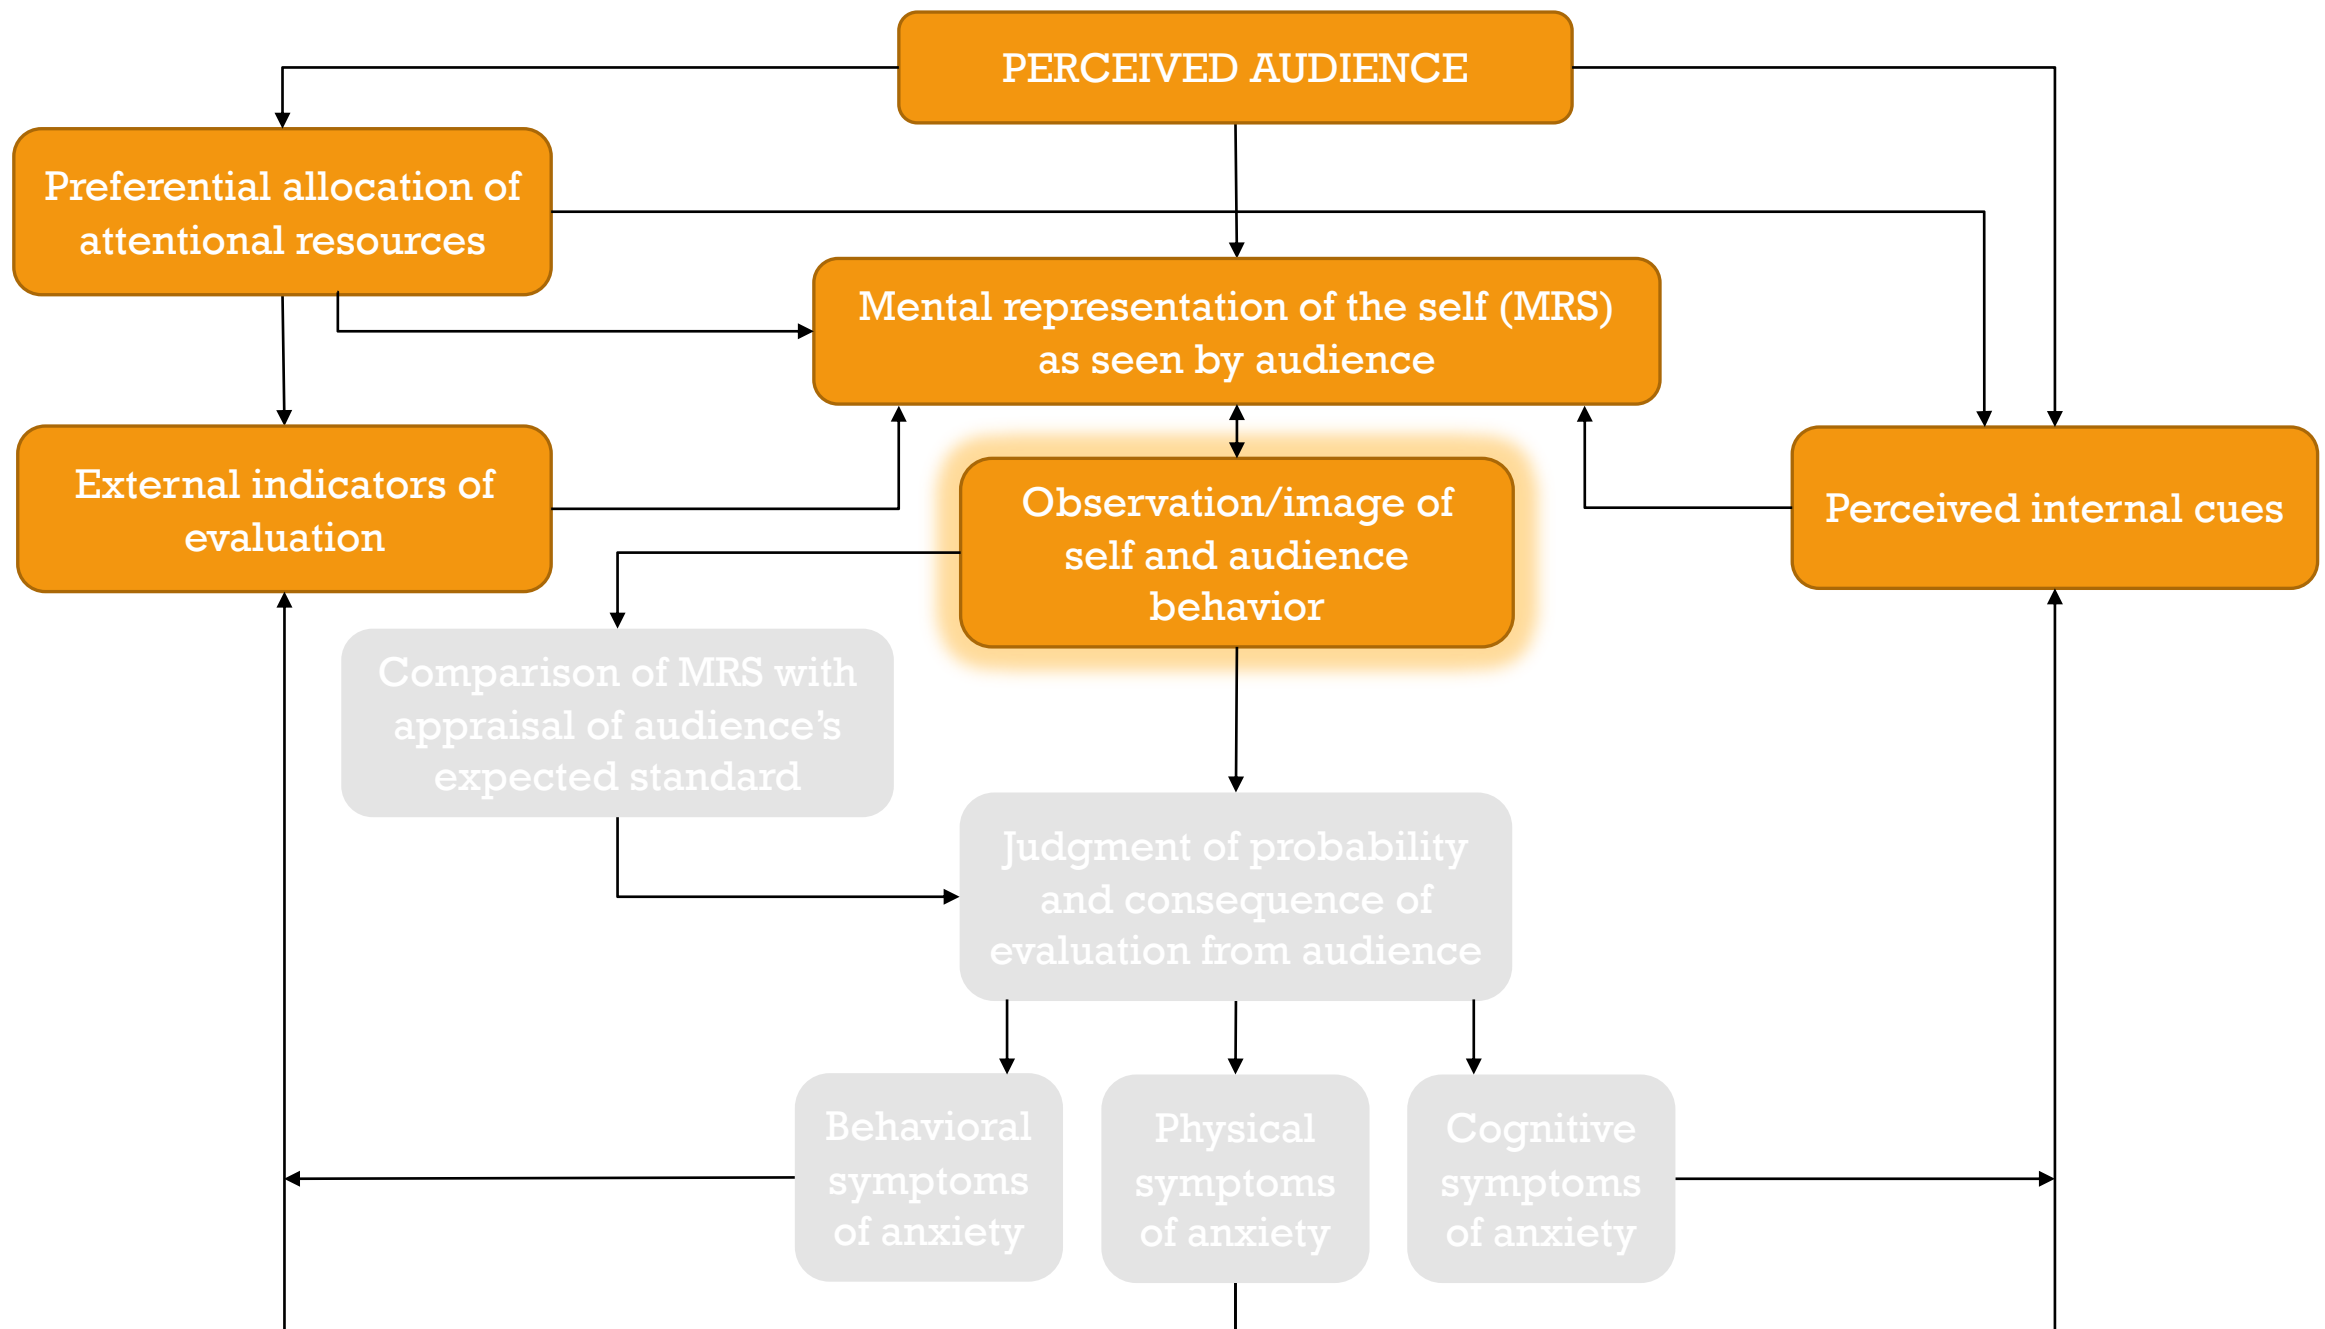 PERCEIVED AUDIENCE
Preferential allocation of
attentional resources
Mental representation of the self (MRS)
as seen by audience
External indicators of
evaluation
Observation/image of
self and audience
behavior
Perceived internal cues
Comparison of MRS with
appraisal of audience’s
expected standard
Judgment of probability
and consequence of
evaluation from audience
Behavioral
symptoms
of anxiety
Physical
symptoms
of anxiety
Cognitive
symptoms
of anxiety